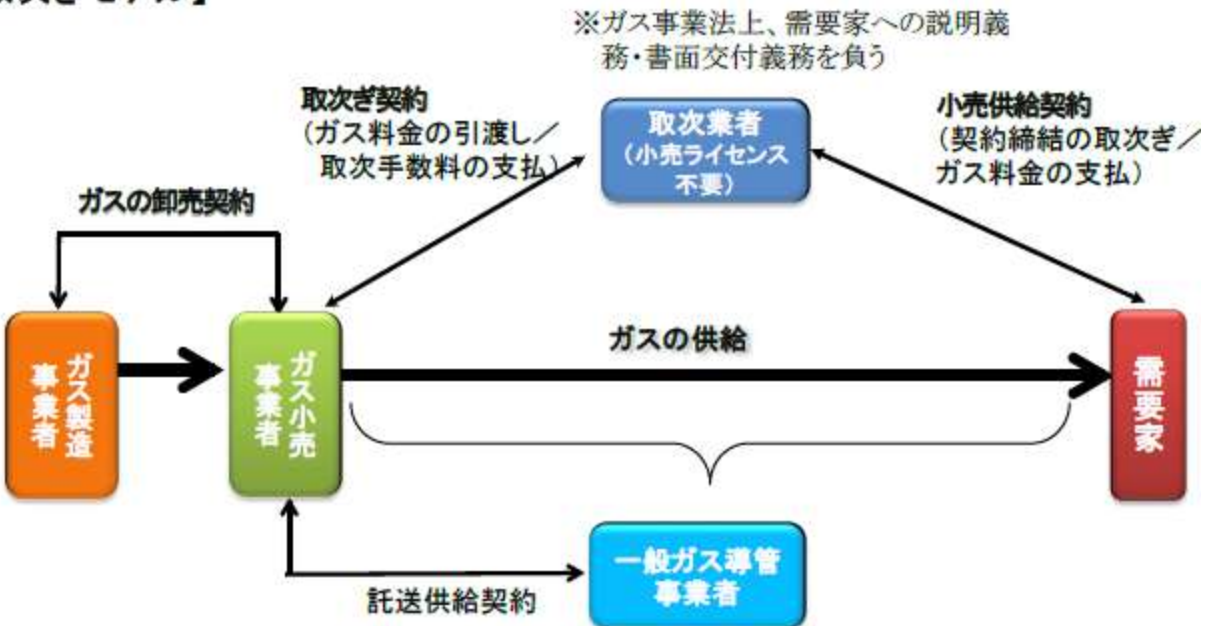 ※ガス事業法上、需要家への説明義
務・書面交付義務を負う
取次ぎ契約
（ガス料金の引渡し／
取次手数料の支払）
取次業者
（小売ライセンス
不要）
小売供給契約
（契約締結の取次ぎ／
ガス料金の支払）
ガスの卸売契約
ガス製造
事業者
ガス小売
事業者
ガスの供給
需要家
一般ガス導管
事業者
託送供給契約